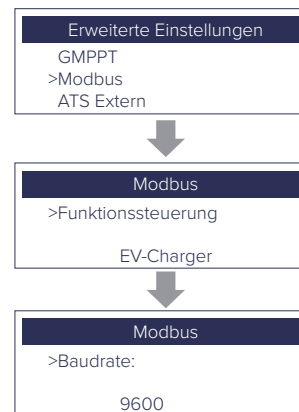 Erweiterte Einstellungen
GMPPT
>Modbus
ATS Extern
Modbus
>Funktionssteuerung
EV-Charger
Modbus
>Baudrate:
9600